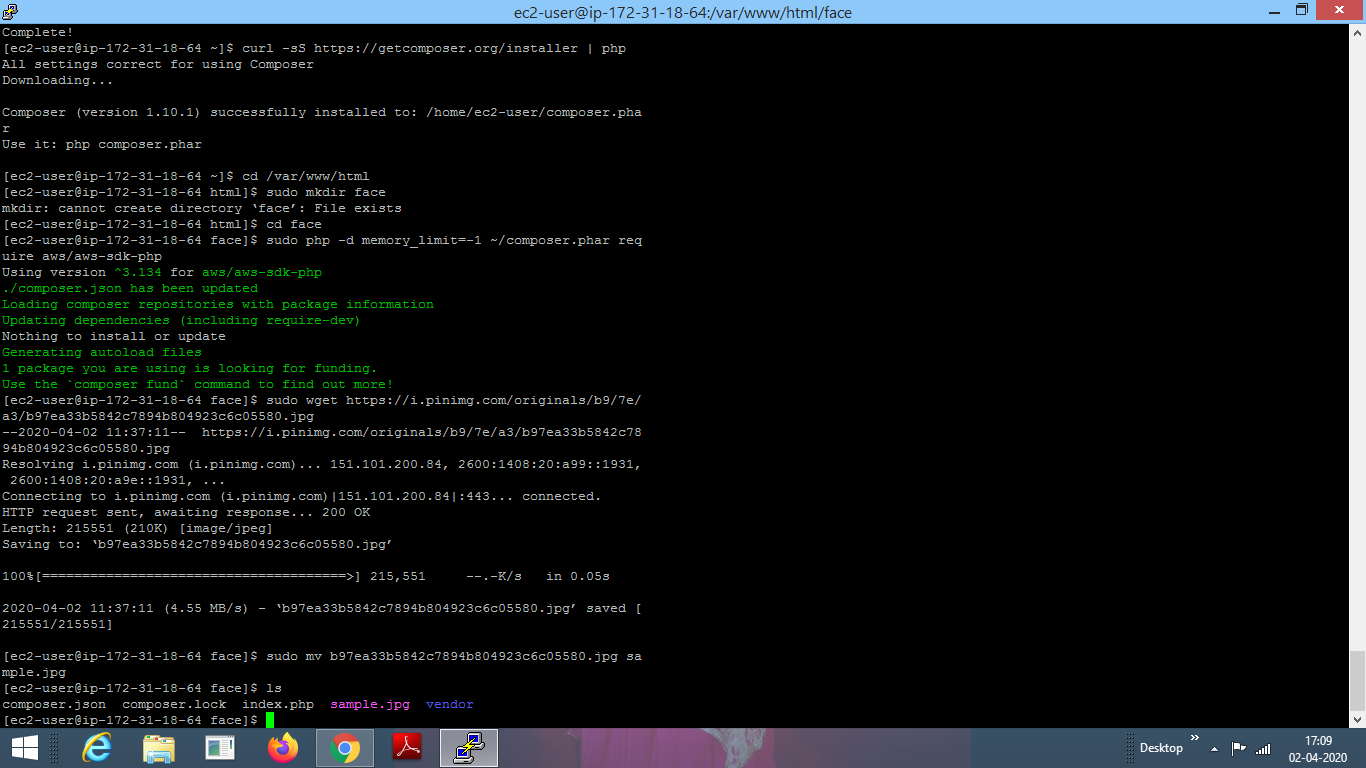 ec2-user@ip-172-31-18-64:/var/www/html/face
Complete!
[ec2-user@ip-172-31-18-64 ~]$ curl -sS https://getcomposer.org/installer | php
All settings correct for using Composer
Downloading...
Composer (version 1.10.1) successfully installed to: /home/ec2-user/composer.pha
r
Use it: php composer.phar
[ec2-user@ip-172-31-18-64 ~]$ cd /var/www/html
[ec2-user@ip-172-31-18-64 html]$ sudo mkdir face
mkdir: cannot create directory ‘face’: File exists
[ec2-user@ip-172-31-18-64 html]$ cd face
[ec2-user@ip-172-31-18-64 face]$ sudo php -d memory_limit=-1 ~/composer.phar req
uire aws/aws-sdk-php
Using version ^3.134 for aws/aws-sdk-php
./composer.json has been updated
Loading composer repositories with package information
Updating dependencies (including require-dev)
Nothing to install or update
Generating autoload files
1 package you are using is looking for funding.
Use the `composer fund` command to find out more!
[ec2-user@ip-172-31-18-64 face]$ sudo wget https://i.pinimg.com/originals/b9/7e/
a3/b97ea33b5842c7894b804923c6c05580.jpg
--2020-04-02 11:37:11--  https://i.pinimg.com/originals/b9/7e/a3/b97ea33b5842c78
94b804923c6c05580.jpg
Resolving i.pinimg.com (i.pinimg.com)... 151.101.200.84, 2600:1408:20:a99::1931,
2600:1408:20:a9e::1931, ...
Connecting to i.pinimg.com (i.pinimg.com)|151.101.200.84|:443... connected.
HTTP request sent, awaiting response... 200 OK
Length: 215551 (210K) [image/jpeg]
Saving to: ‘b97ea33b5842c7894b804923c6c05580.jpg’
100%[======================================>] 215,551     --.-K/s   in 0.05s
2020-04-02 11:37:11 (4.55 MB/s) - ‘b97ea33b5842c7894b804923c6c05580.jpg’ saved [
215551/215551]
[ec2-user@ip-172-31-18-64 face]$ sudo mv b97ea33b5842c7894b804923c6c05580.jpg sa
mple.jpg
[ec2-user@ip-172-31-18-64 face]$ ls
composer.json  composer.lock  index.php  sample.jpg  vendor
[ec2-user@ip-172-31-18-64 face]$
Desktop
17:09
02-04-2020